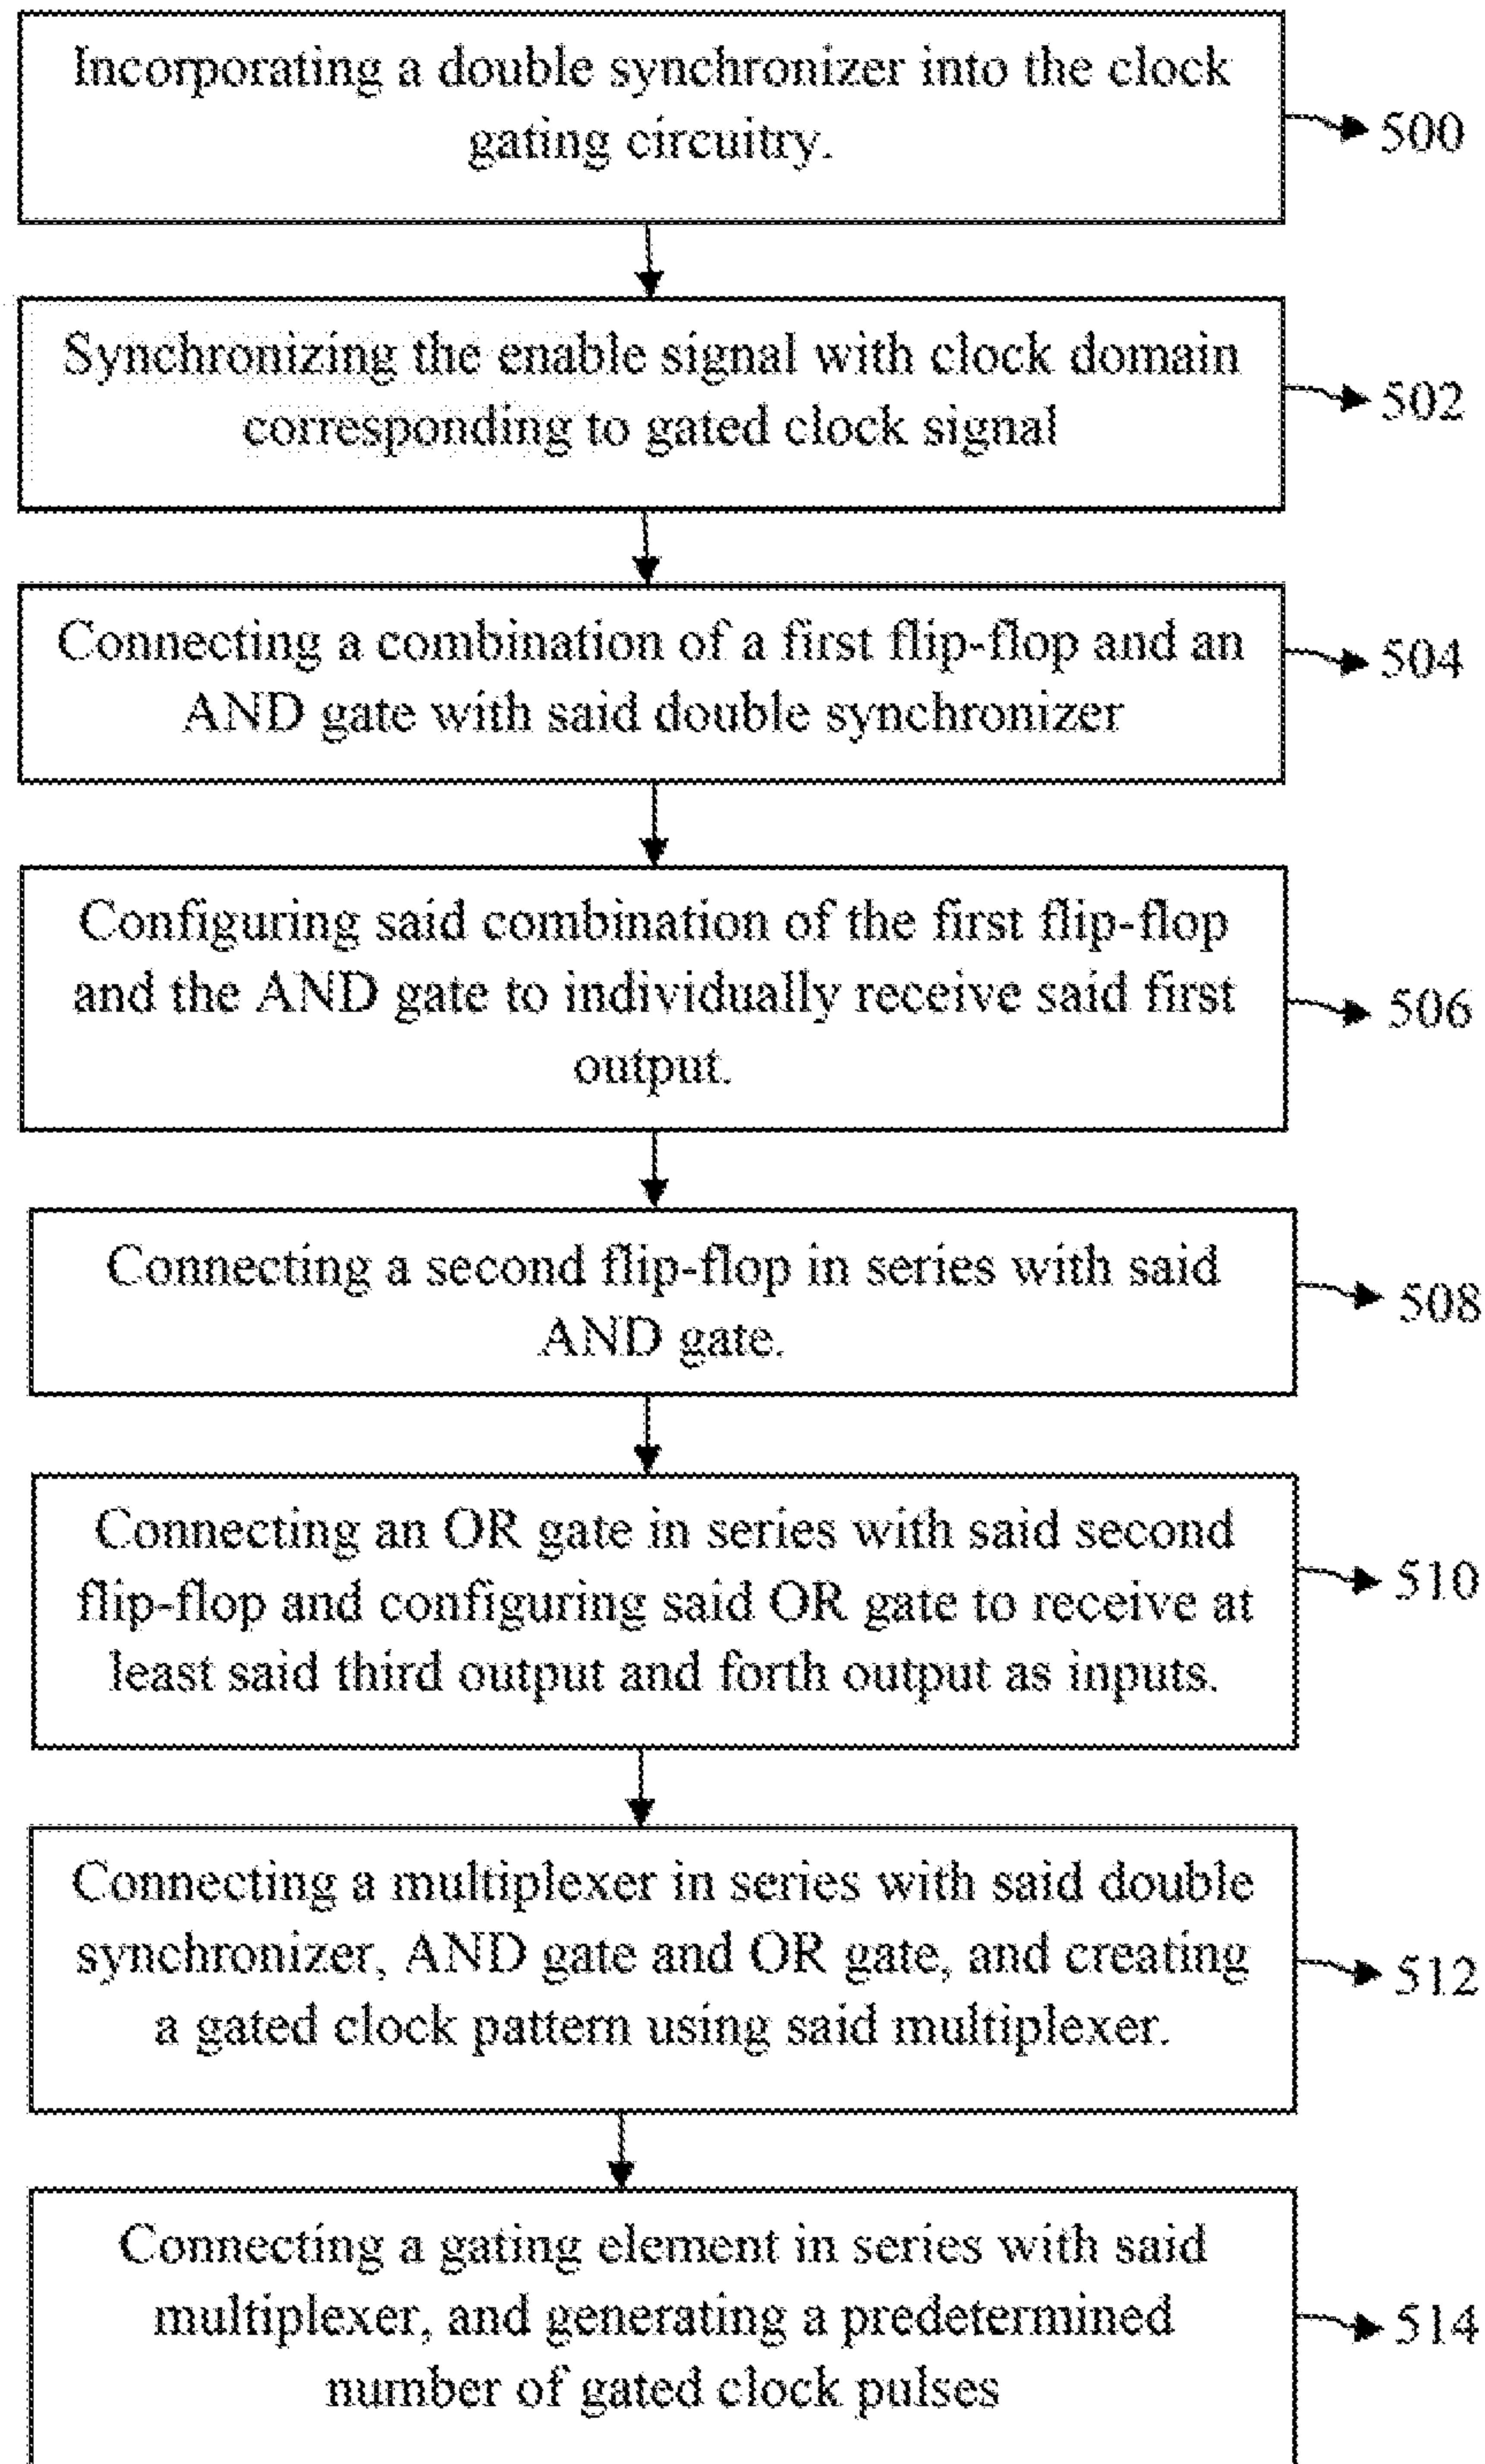 Incorporating a double synchronizer into the clock
gating circuitry.
500
Synchronizing the enable signal with clock domain
corresponding to gated clock signal
502
Connecting a combination of a first flip-flop and an
AND gate with said double synchronizer
504
Configuring said combination of the first flip-flop
and the AND gate to individually receive said first
output.
506
Connecting a second flip-flop in series with said
AND gate.
508
Connecting an OR gate in series with said second
flip-flop and configuring said OR gate to receive at
least said third output and forth output as inputs.
510
Connecting a multiplexer in series with said double
synchronizer, AND gate and OR gate, and creating
a gated clock pattern using said multiplexer.
512
Connecting a gating element in series with said
multiplexer, and generating a predetermined
number of gated clock pulses
514